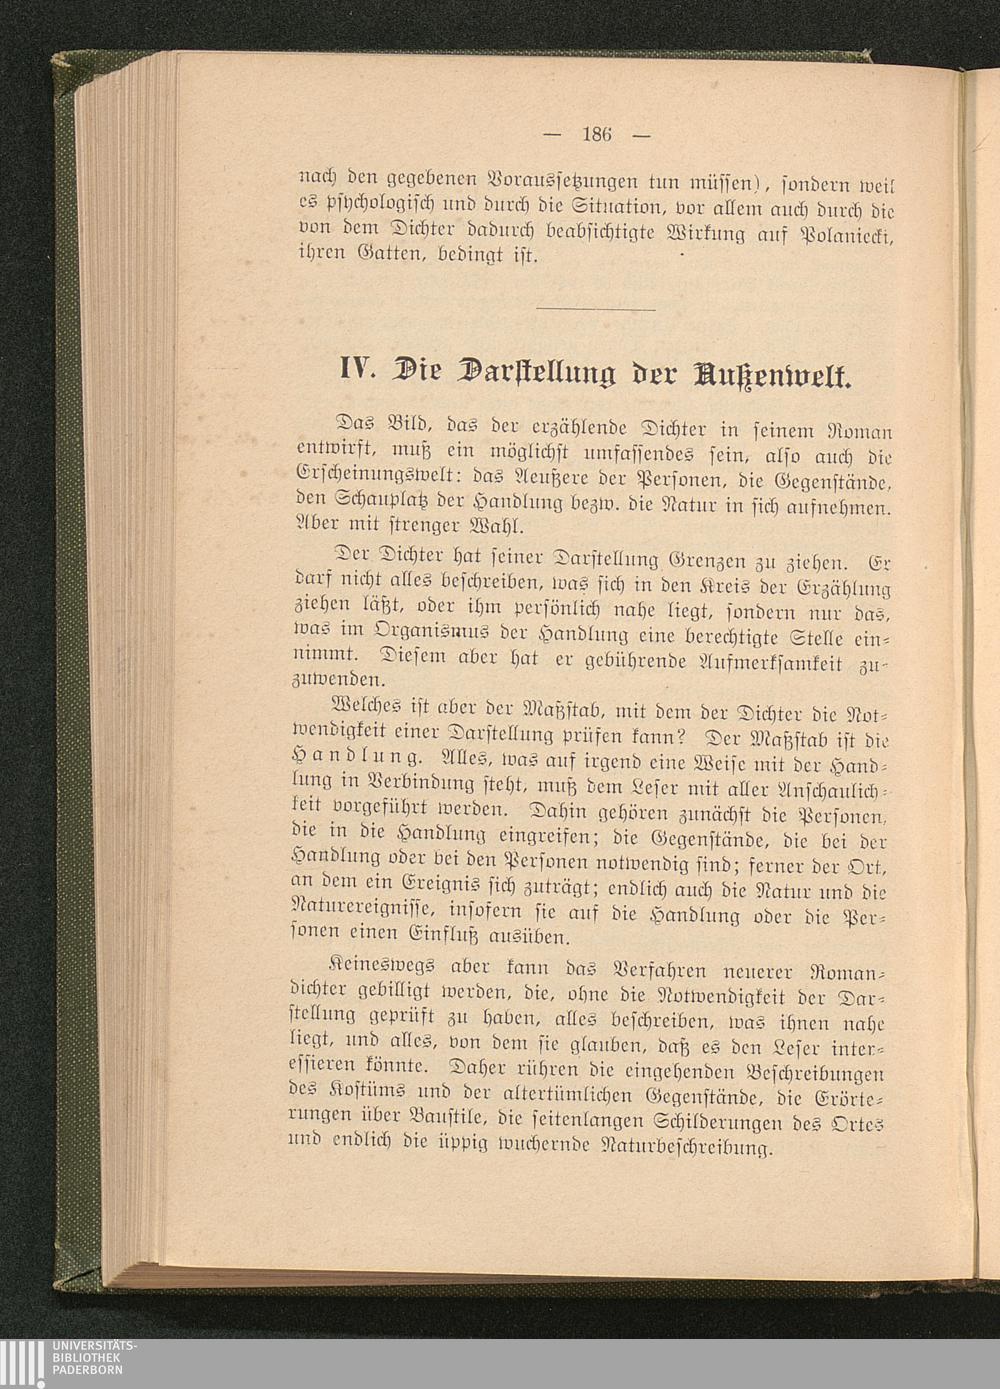 — 186 —
nach den gegebenen Voraussetzungen tun müssen), sondern weil
es psychologisch und durch die Situation, vor allem auch durch die
von dem Dichter dadurch beabsichtigte Wirkung auf Polaniecki,
ihren Gatten, bedingt ist.
IV. Die Darstellung der Außenwelt.
Das Bild, das der erzählende Dichter in seinem Roman
entwirft, muß ein möglichst umfassendes sein, also auch die
Erscheinungswelt: das Aeußere der Personen, die Gegenstände,
den Schauplatz der Handlung bezw. die Natur in sich aufnehmen.
Aber mit strenger Wahl.
Der Dichter hat seiner Darstellung Grenzen zu ziehen. Er
darf nicht alles beschreiben, was sich in den Kreis der Erzählung
ziehen läßt, oder ihm persönlich nahe liegt, sondern nur das,
was im Organismus der Handlung eine berechtigte Stelle ein-
nimmt. Diesem aber hat er gebührende Aufmerksamkeit zu-
zuwenden.
Welches ist aber der Maßstab, mit dem der Dichter die Not-
wendigkeit einer Darstellung prüfen kann? Der Maßstab ist die
Handlung. Alles, was auf irgend eine Weise mit der Hand-
lung in Verbindung steht, muß dem Leser mit aller Anschaulich-
keit vorgeführt werden. Dahin gehören zunächst die Personen,
die in die Handlung eingreifen; die Gegenstände, die bei der
Handlung oder bei den Personen notwendig sind; ferner der Ort,
an dem ein Ereignis sich zuträgt; endlich auch die Natur und die
Naturereignisse, insofern sie auf die Handlung oder die Per-
sonen einen Einfluß ausüben.
Keineswegs aber kann das Verfahren neuerer Roman-
dichter gebilligt werden, die, ohne die Notwendigkeit der Dar-
stellung geprüft zu haben, alles beschreiben, was ihnen nahe
liegt, und alles, von dem sie glauben, daß es den Leser inter-
essieren könnte. Daher rühren die eingehenden Beschreibungen
des Kostüms und der altertümlichen Gegenstände, die Erörte-
rungen über Baustile, die seitenlangen Schilderungen des Ortes
und endlich die üppig wuchernde Naturbeschreibung.
UNIVERSITÄTS-
BIBLIOTHEK
PADERBORN